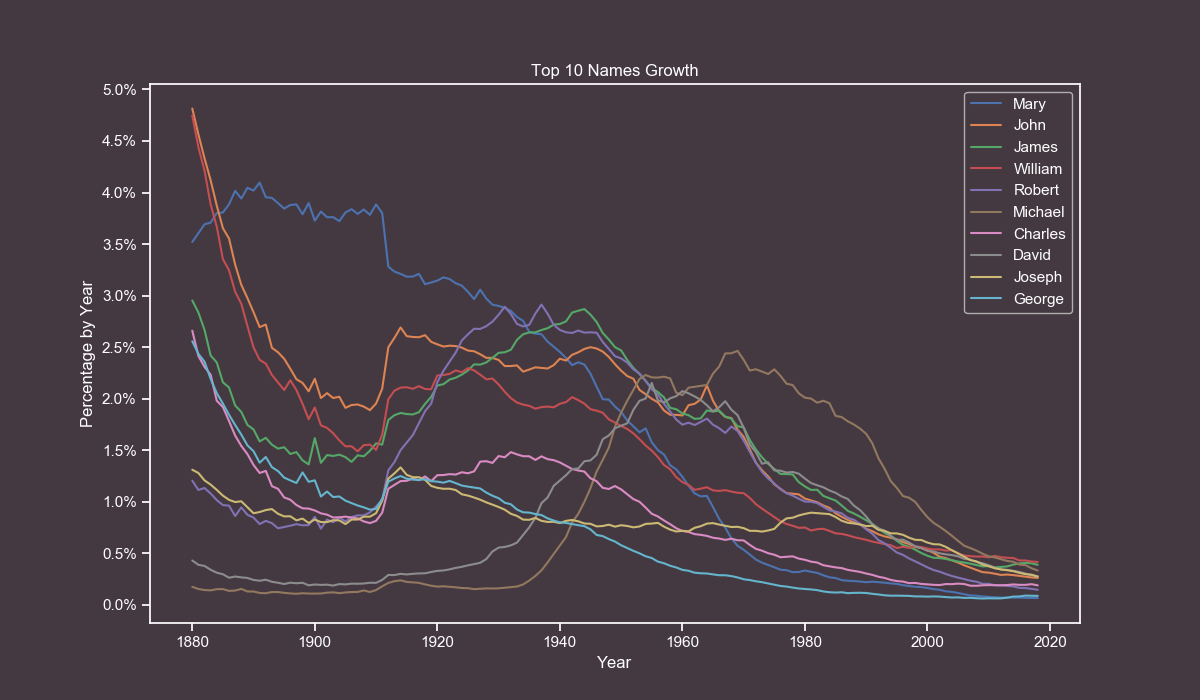 Top 10 Names Growth
5.0%
4.5%
4.0%
3.5%
3.0%
2.5%
2.0%
1.5%
1.0%
0.5%
0.0%
Percentage by Year
Mary
John
James
William
Robert
Michael
Charles
David
Joseph
George
1880 1900 1920 1940 1960 1980 2000 2020
Year